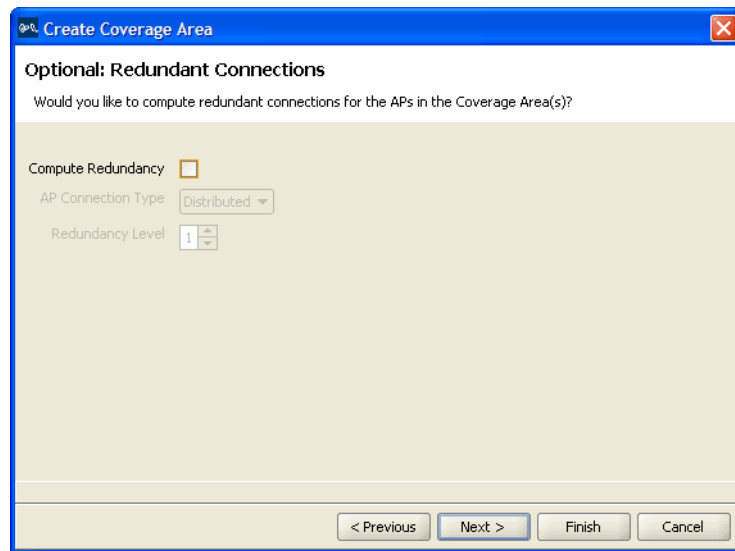 Create Coverage Area
Optional: Redundant Connections
Would you like to compute redundant connections for the APs in the Coverage Area(s)?
Compute Redundancy
AP Connection Type Distributed
Redundancy Level 1
< Previous Next > Finish Cancel